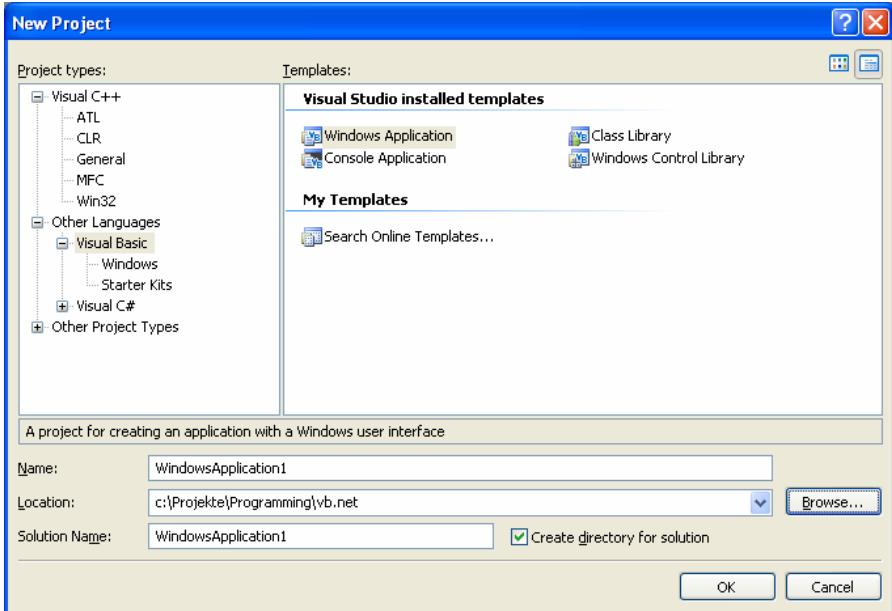 New Project
Project types:
Templates:
Visual C++
ATL
CLR
General
MFC
Win32
Other Languages
Visual Basic
Windows
Starter Kits
Visual C#
Other Project Types
Visual Studio installed templates
Windows Application
Class Library
Console Application
Windows Control Library
My Templates
Search Online Templates...
A project for creating an application with a Windows user interface
Name: WindowsApplication1
Location: c:\Projekte\Programming\vb.net Browse...
Solution Name: WindowsApplication1 Create directory for solution
OK Cancel